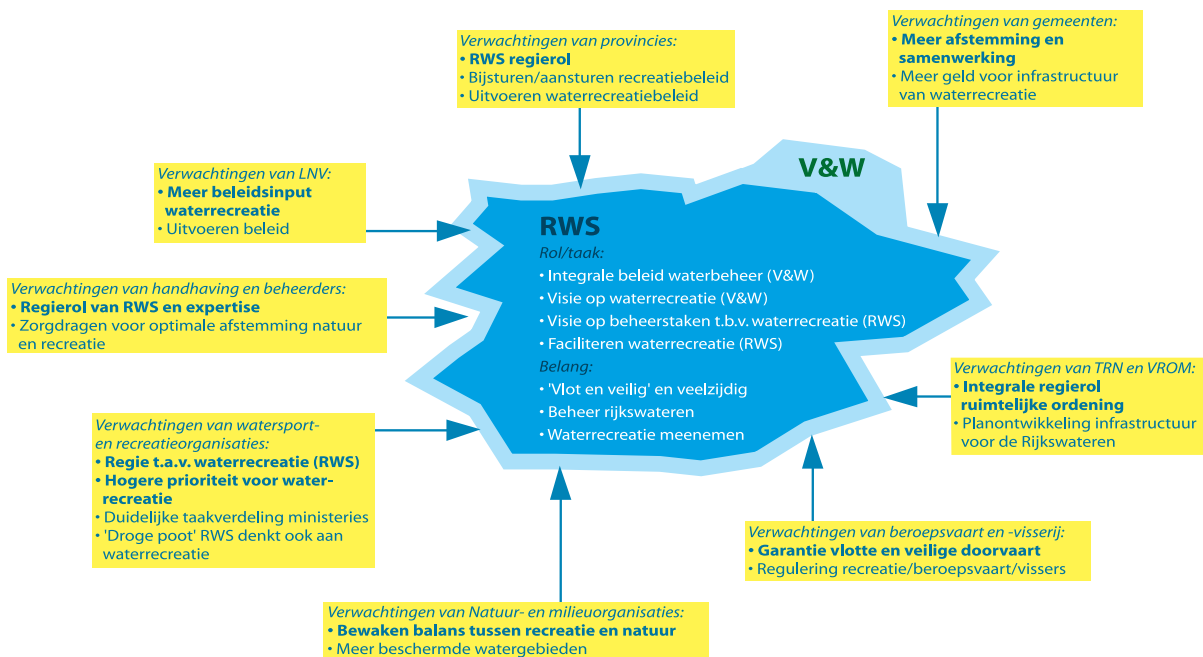 Verwachtingen van provincies:
• RWS regierol
• Bijsturen/aansturen recreatiebeleid
• Uitvoeren waterrecreatiebeleid
Verwachtingen van gemeenten:
• Meer afstemming en
samenwerking
• Meer geld voor infrastructuur
van waterrecreatie
V&W
Verwachtingen van LNV:
• Meer beleidsinput
waterrecreatie
• Uitvoeren beleid
RWS
Rol/taak:
• Integrale beleid waterbeheer (V&W)
• Visie op waterrecreatie (V&W)
• Visie op beheerstaken t.b.v. waterrecreatie (RWS)
• Faciliteren waterrecreatie (RWS)
Belang:
• 'Vlot en veilig' en veelzijdig
• Beheer rijkswateren
• Waterrecreatie meenemen
Verwachtingen van handhaving en beheerders:
• Regierol van RWS en expertise
• Zorgdragen voor optimale afstemming natuur
en recreatie
Verwachtingen van TRN en VROM:
• Integrale regierol
ruimtelijke ordening
• Planontwikkeling infrastructuur
voor de Rijkswateren
Verwachtingen van watersport-
en recreatieorganisaties:
• Regie t.a.v. waterrecreatie (RWS)
• Hogere prioriteit voor water-
recreatie
• Duidelijke taakverdeling ministeries
• 'Droge poot' RWS denkt ook aan
waterrecreatie
Verwachtingen van beroepsvaart en -visserij:
• Garantie vlotte en veilige doorvaart
• Regulering recreatie/beroepsvaart/vissers
Verwachtingen van Natuur- en milieuorganisaties:
• Bewaken balans tussen recreatie en natuur
• Meer beschermde watergebieden